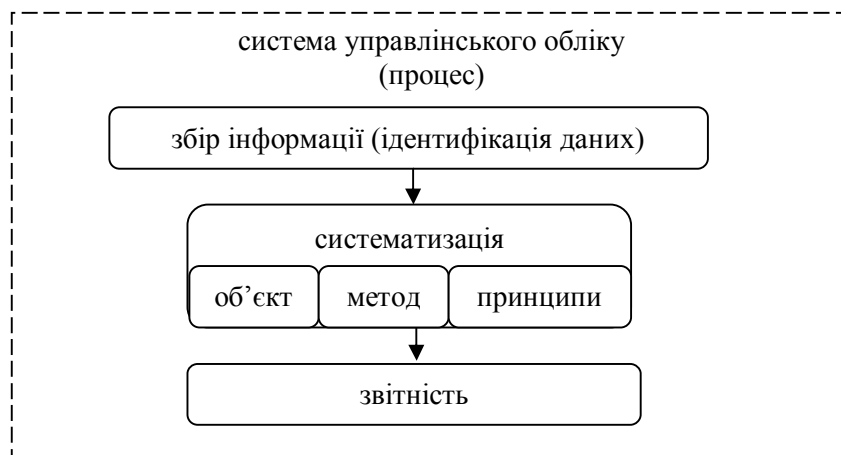 система управлінського обліку
(процес)
збір інформації (ідентифікація даних)
систематизація
об’єкт метод принципи
звітність